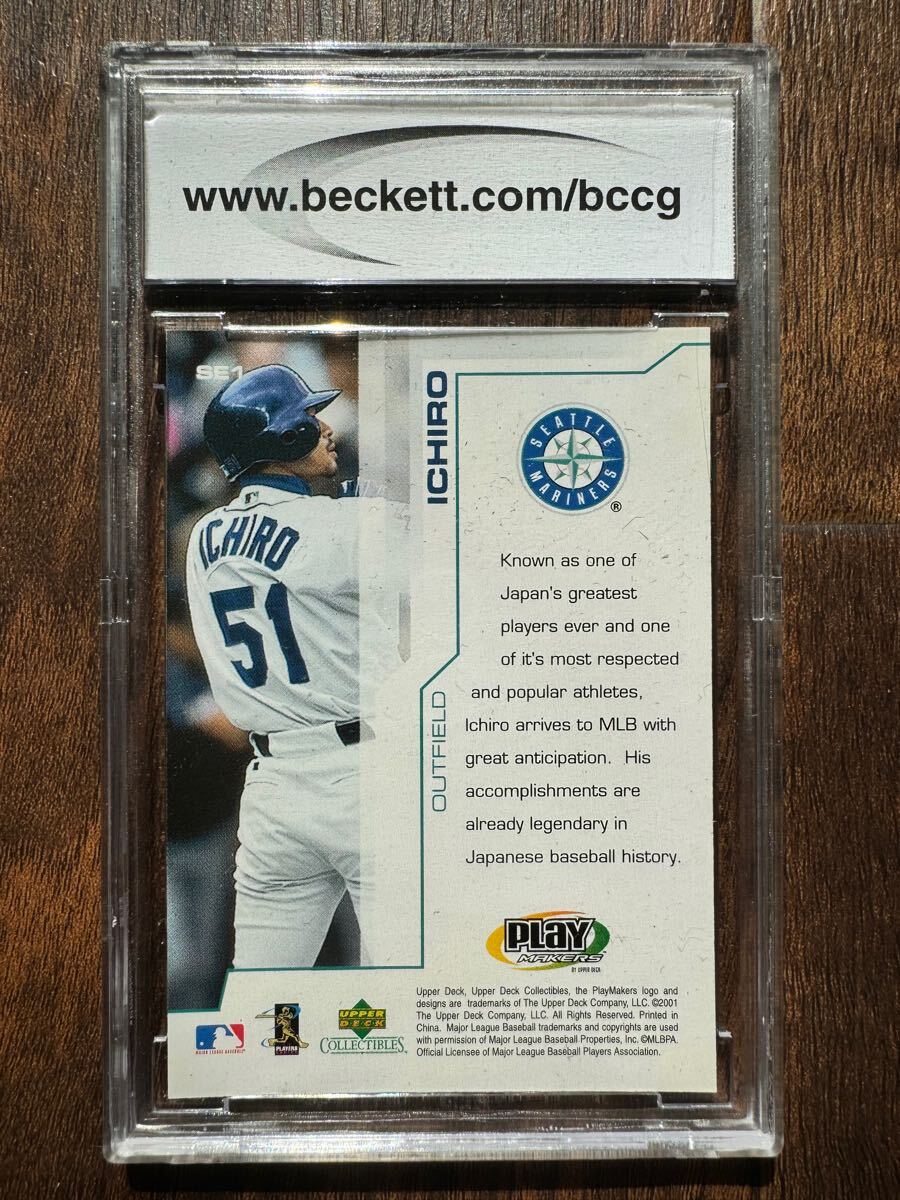 www.beckett.com/bccg
SE1
ICHIRO
51
ICHIRO
OUTFIELD
SEATTLE
MARINERS
®
Known as one of
Japan's greatest
players ever and one
of it's most respected
and popular athletes,
Ichiro arrives to MLB with
great anticipation. His
accomplishments are
already legendary in
Japanese baseball history.
PLAY
MAKERS
BY UPPER DECK
Upper Deck, Upper Deck Collectibles, the PlayMakers logo and
designs are trademarks of The Upper Deck Company, LLC. ©2001
The Upper Deck Company, LLC. All Rights Reserved. Printed in
China. Major League Baseball trademarks and copyrights are used
with permission of Major League Baseball Properties, Inc. ©MLBPA.
Official Licensee of Major League Baseball Players Association.
MAJOR LEAGUE BASEBALL
PLAYERS
UPPER
DECK
COLLECTIBLES